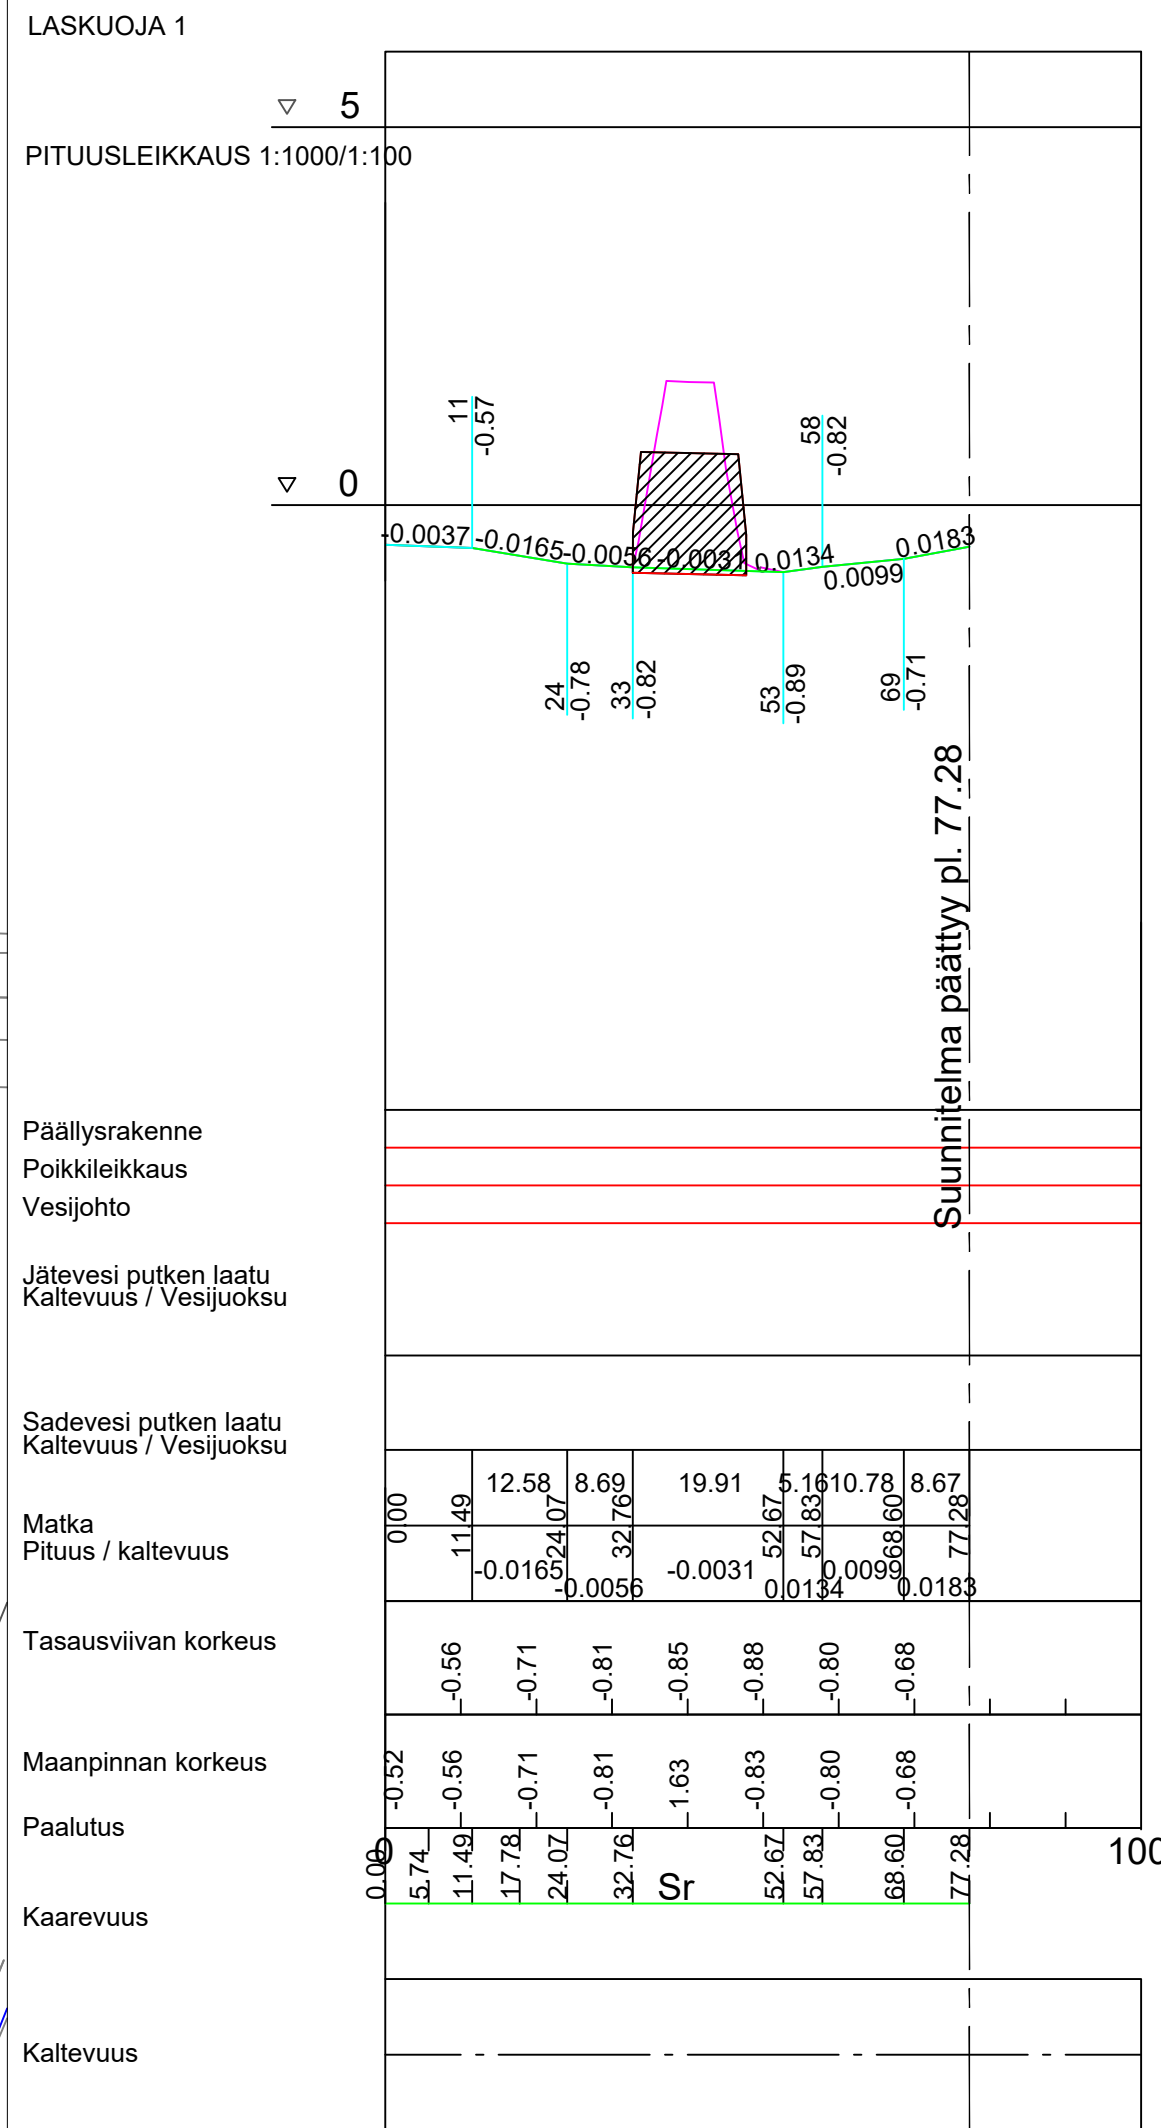 LASKUOJA 1
5
PITUUSLEIKKAUS 1:1000/1:100
11
-0.57
58
-0.82
0
-0.0037
-0.0165
-0.0056
-0.0031
0.0134
0.0099
0.0183
24
-0.78
33
-0.82
53
-0.89
69
-0.71
Suunnitelma päättyy pl. 77.28
Päällysrakenne
Poikkileikkaus
Vesijohto
Jätevesi putken laatu
Kaltevuus / Vesijuoksu
Sadevesi putken laatu
Kaltevuus / Vesijuoksu
12.58 8.69 19.91 5.16 10.78 8.67
Matka
0.00 11.49 24.07 32.76 52.67 57.83 68.60 77.28
Pituus / kaltevuus
-0.0165 -0.0056 -0.0031 0.0134 0.0099 0.0183
Tasausviivan korkeus
-0.56 -0.71 -0.81 -0.85 -0.88 -0.80 -0.68
Maanpinnan korkeus
-0.52 -0.56 -0.71 -0.81 1.63 -0.83 -0.80 -0.68
Paalutus
0 100
0.00 5.74 11.49 17.78 24.07 32.76 52.67 57.83 68.60 77.28
Sr
Kaarevuus
Kaltevuus